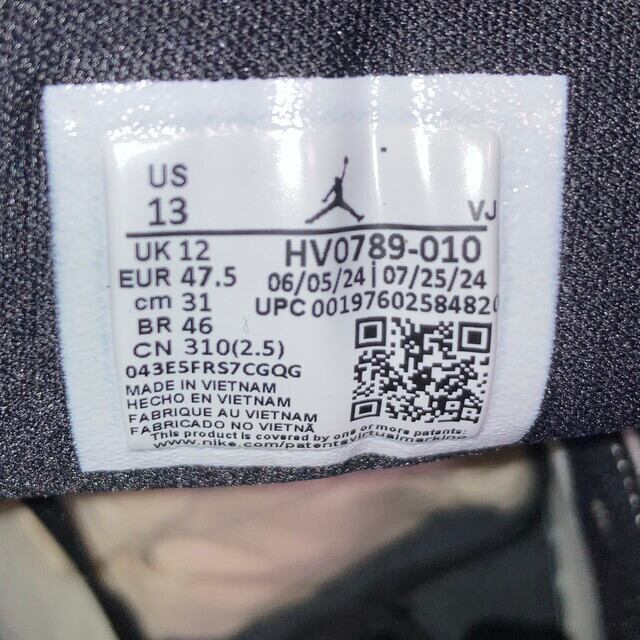 US
13
VJ
UK 12
HV0789-010
EUR 47.5
06/05/24 | 07/25/24
cm 31
UPC 00197602584820
BR 46
CN 310(2.5)
043E5FRS7CGQG
MADE IN VIETNAM
HECHO EN VIETNAM
FABRIQUE AU VIETNAM
FABRICADO NO VIETNÃ
This product is covered by one or more patents.
www.nike.com/patentvirtualmarking